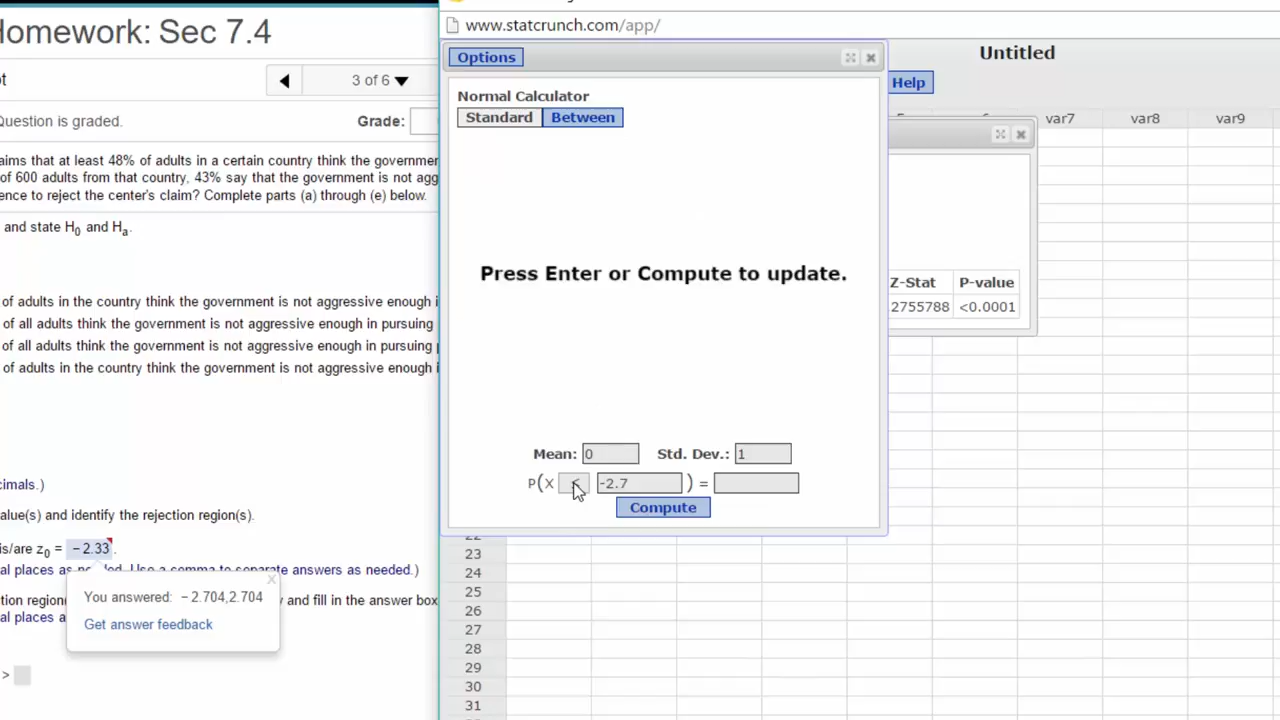 omework: Sec 7.4
pt
3 of 6
Question is graded.
Grade:
aims that at least 48% of adults in a certain country think the governmer
of 600 adults from that country, 43% say that the government is not agg
ence to reject the center's claim? Complete parts (a) through (e) below.
and state H0 and Ha.
of adults in the country think the government is not aggressive enough i
of all adults think the government is not aggressive enough in pursuing
of all adults think the government is not aggressive enough in pursuing
of adults in the country think the government is not aggressive enough i
cimals.)
alue(s) and identify the rejection region(s).
is/are z0 = −2.33.
al places as needed. Use a comma to separate answers as needed.)
tion region
y and fill in the answer box
al places a
You answered: −2.704,2.704
Get answer feedback
x
>
www.statcrunch.com/app/
Untitled
Options
Help
Normal Calculator
Standard Between
var7 var8 var9
Press Enter or Compute to update.
Z-Stat P-value
2755788 <0.0001
Mean: 0 Std. Dev.: 1
P(X -2.7 ) =
Compute
23
24
25
26
27
28
29
30
31